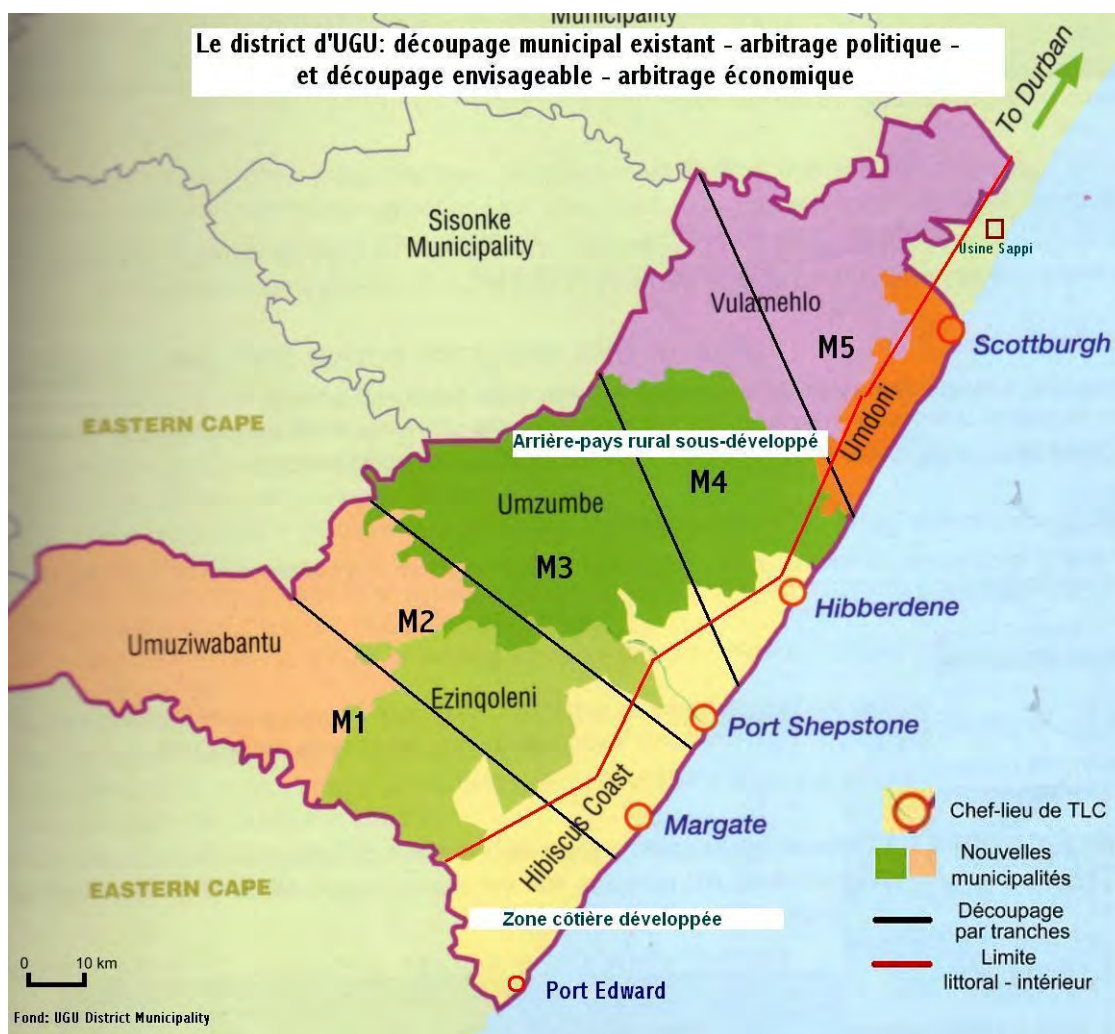 Municipality
Le district d'UGU: découpage municipal existant - arbitrage politique -
et découpage envisageable - arbitrage économique
To Durban
Sisonke
Municipality
Usine Sappi
Vulamehlo
M5
Scottburgh
EASTERN CAPE
Umdoni
Arrière-pays rural sous-développé
M4
Umzumbe
M3
Hibberdene
M2
Umuziwabantu
Ezinqoleni
M1
Port Shepstone
Hibiscus Coast
Margate
Chef-lieu de TLC
Nouvelles
municipalités
EASTERN CAPE
Zone côtière développée
Découpage
par tranches
0 10 km
Limite
littoral - intérieur
Port Edward
Fond: UGU District Municipality